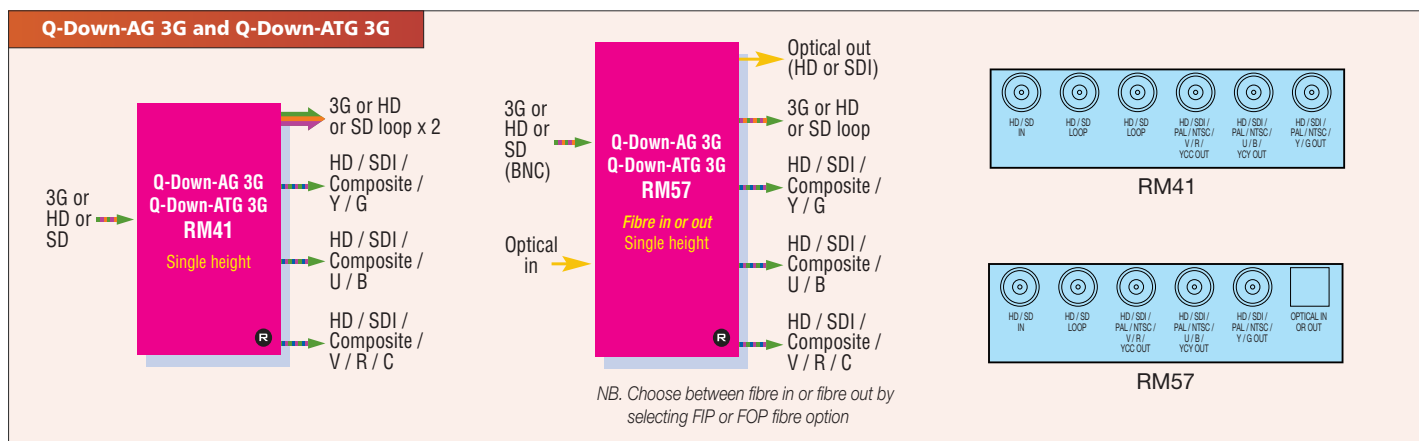 Q-Down-AG 3G and Q-Down-ATG 3G
3G or
HD or
SD
Q-Down-AG 3G
Q-Down-ATG 3G
RM41
Single height
R
3G or HD
or SD loop x 2
HD / SDI /
Composite /
Y / G
HD / SDI /
Composite /
U / B
HD / SDI /
Composite /
V / R / C
3G or
HD or
SD
(BNC)
Optical
in
Q-Down-AG 3G
Q-Down-ATG 3G
RM57
Fibre in or out
Single height
R
Optical out
(HD or SDI)
3G or HD
or SD loop
HD / SDI /
Composite /
Y / G
HD / SDI /
Composite /
U / B
HD / SDI /
Composite /
V / R / C
NB. Choose between fibre in or fibre out by
selecting FIP or FOP fibre option
HD / SD
IN
HD / SD
LOOP
HD / SD
LOOP
HD / SDI /
PAL / NTSC /
V / R /
YCC OUT
HD / SDI /
PAL / NTSC /
U / B /
YCY OUT
HD / SDI /
PAL / NTSC /
Y / G OUT
RM41
HD / SD
IN
HD / SD
LOOP
HD / SDI /
PAL / NTSC /
V / R /
YCC OUT
HD / SDI /
PAL / NTSC /
U / B /
YCY OUT
HD / SDI /
PAL / NTSC /
Y / G OUT
OPTICAL IN
OR OUT
RM57